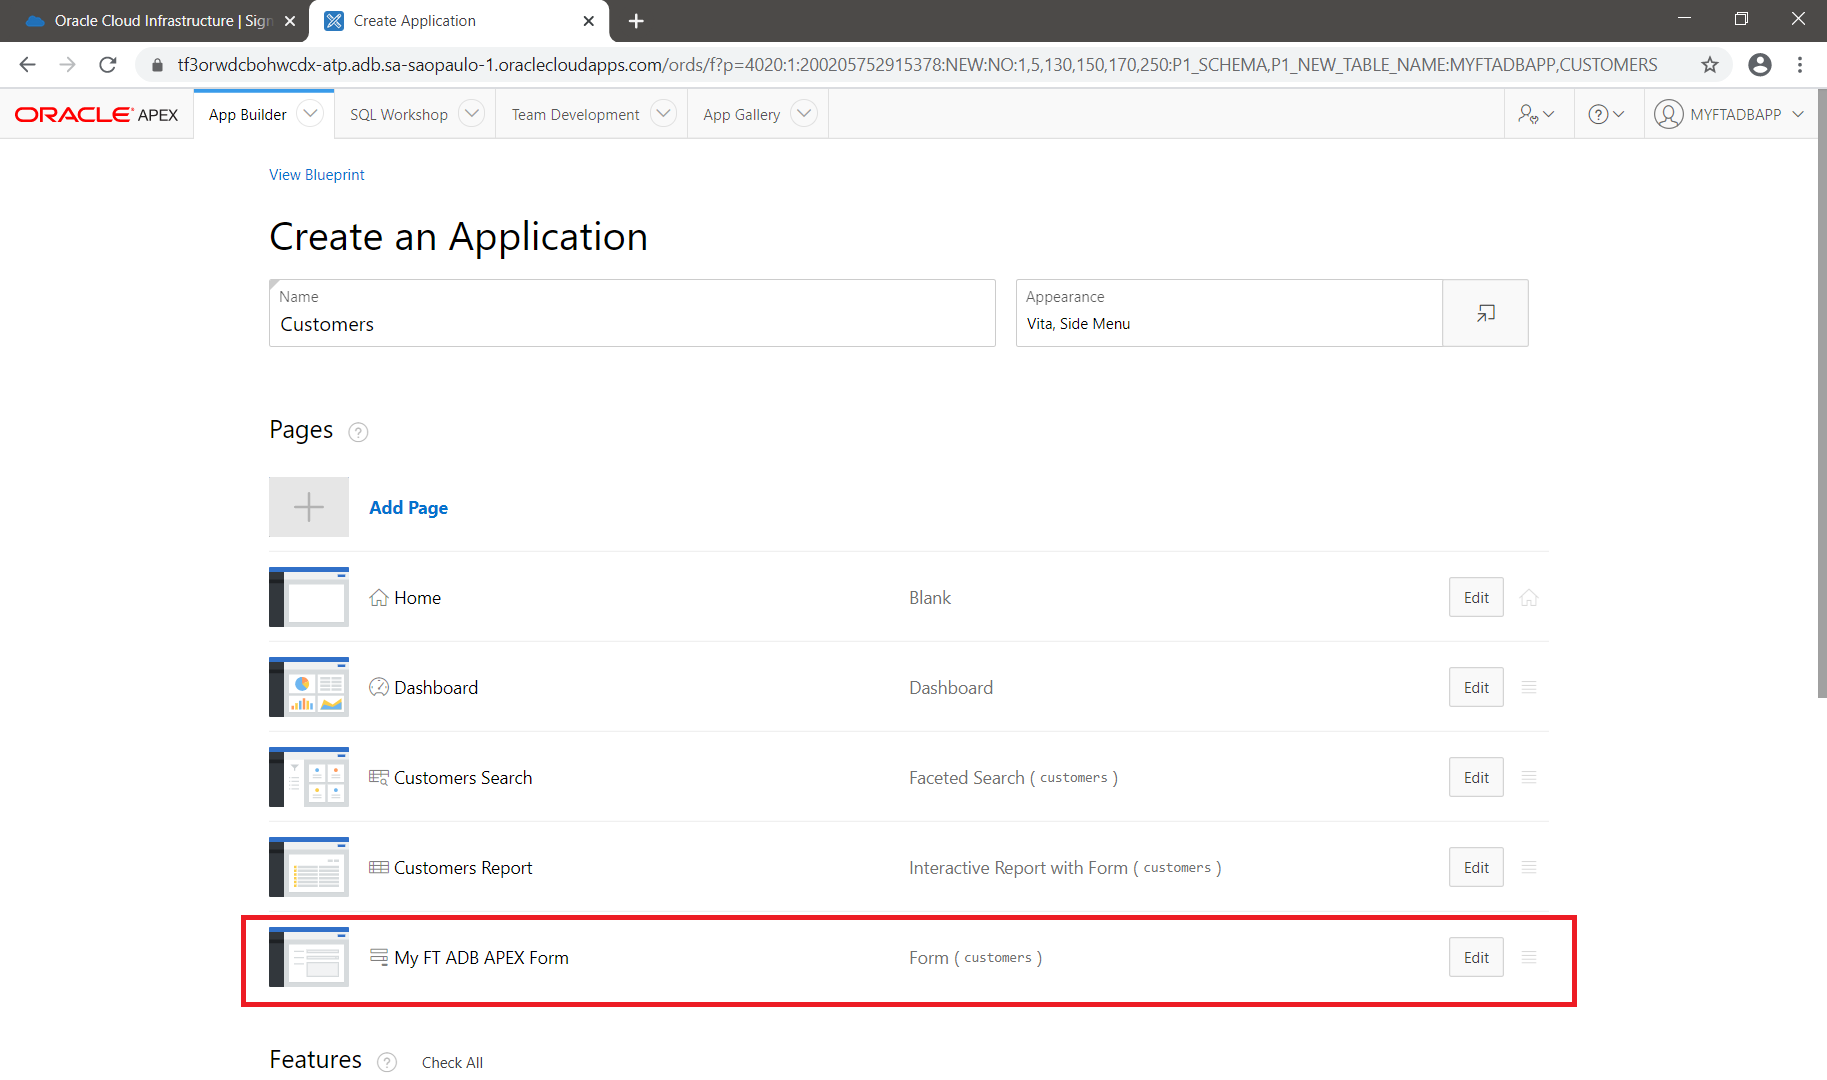 Oracle Cloud Infrastructure | Sign
Create Application
tf3orwdcbohwcdx-atp.adb.sa-saopaulo-1.oraclecloudapps.com/ords/f?p=4020:1:200205752915378:NEW:NO:1,5,130,150,170,250:P1_SCHEMA,P1_NEW_TABLE_NAME:MYFTADBAPP,CUSTOMERS
ORACLE APEX
App Builder
SQL Workshop
Team Development
App Gallery
MYFTADBAPP
View Blueprint
Create an Application
Name
Customers
Appearance
Vita, Side Menu
Pages
Add Page
Home
Blank
Edit
Dashboard
Dashboard
Edit
Customers Search
Faceted Search ( customers )
Edit
Customers Report
Interactive Report with Form ( customers )
Edit
My FT ADB APEX Form
Form ( customers )
Edit
Features
Check All